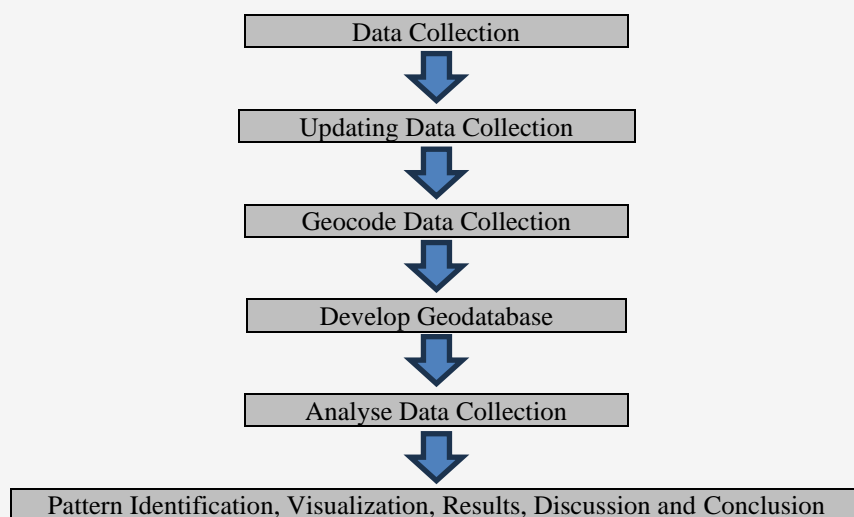 Data Collection
Updating Data Collection
Geocode Data Collection
Develop Geodatabase
Analyse Data Collection
Pattern Identification, Visualization, Results, Discussion and Conclusion